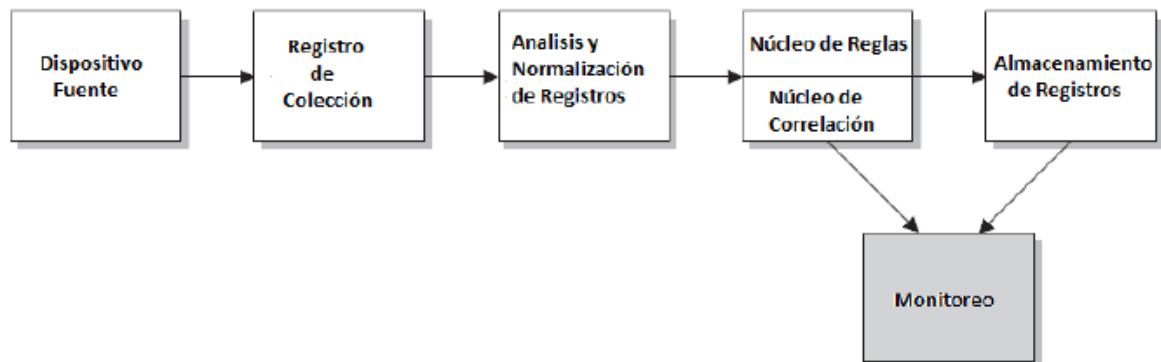 Dispositivo
Fuente
Registro
de
Colección
Analisis y
Normalización
de Registros
Núcleo de Reglas
Núcleo de
Correlación
Almacenamiento
de Registros
Monitoreo